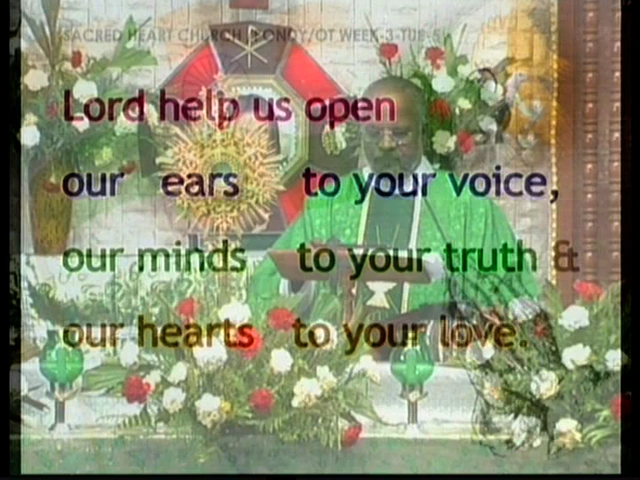 SACRED HEART CHURCH
Lord help us open
our ears to your voice,
our minds to your truth &
our hearts to your love.